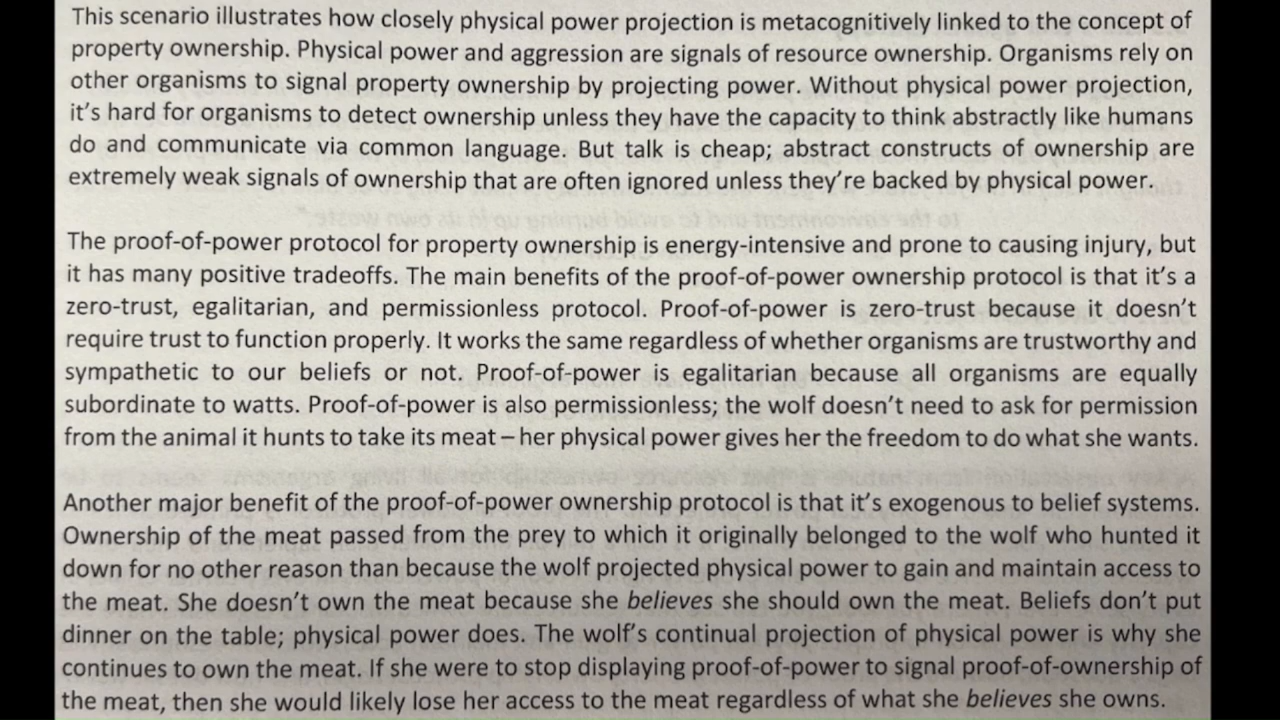 This scenario illustrates how closely physical power projection is metacognitively linked to the concept of
property ownership. Physical power and aggression are signals of resource ownership. Organisms rely on
other organisms to signal property ownership by projecting power. Without physical power projection,
it's hard for organisms to detect ownership unless they have the capacity to think abstractly like humans
do and communicate via common language. But talk is cheap; abstract constructs of ownership are
extremely weak signals of ownership that are often ignored unless they're backed by physical power.
The proof-of-power protocol for property ownership is energy-intensive and prone to causing injury, but
it has many positive tradeoffs. The main benefits of the proof-of-power ownership protocol is that it's a
zero-trust, egalitarian, and permissionless protocol. Proof-of-power is zero-trust because it doesn't
require trust to function properly. It works the same regardless of whether organisms are trustworthy and
sympathetic to our beliefs or not. Proof-of-power is egalitarian because all organisms are equally
subordinate to watts. Proof-of-power is also permissionless; the wolf doesn't need to ask for permission
from the animal it hunts to take its meat – her physical power gives her the freedom to do what she wants.
Another major benefit of the proof-of-power ownership protocol is that it's exogenous to belief systems.
Ownership of the meat passed from the prey to which it originally belonged to the wolf who hunted it
down for no other reason than because the wolf projected physical power to gain and maintain access to
the meat. She doesn't own the meat because she believes she should own the meat. Beliefs don't put
dinner on the table; physical power does. The wolf's continual projection of physical power is why she
continues to own the meat. If she were to stop displaying proof-of-power to signal proof-of-ownership of
the meat, then she would likely lose her access to the meat regardless of what she believes she owns.